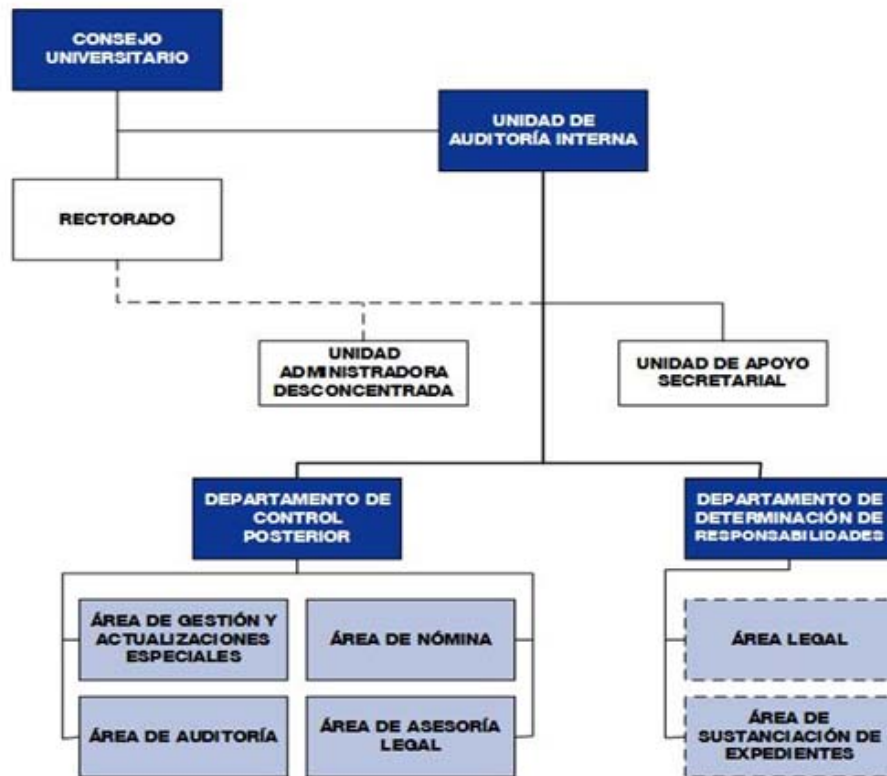 CONSEJO
UNIVERSITARIO
UNIDAD DE
AUDITORÍA INTERNA
RECTORADO
UNIDAD
ADMINISTRADORA
DESCONCENTRADA
UNIDAD DE APOYO
SECRETARIAL
DEPARTAMENTO DE
CONTROL
POSTERIOR
DEPARTAMENTO DE
DETERMINACIÓN DE
RESPONSABILIDADES
ÁREA DE GESTIÓN Y
ACTUALIZACIONES
ESPECIALES
ÁREA DE NÓMINA
ÁREA LEGAL
ÁREA DE AUDITORÍA
ÁREA DE ASESORÍA
LEGAL
ÁREA DE
SUSTANCIACIÓN DE
EXPEDIENTES